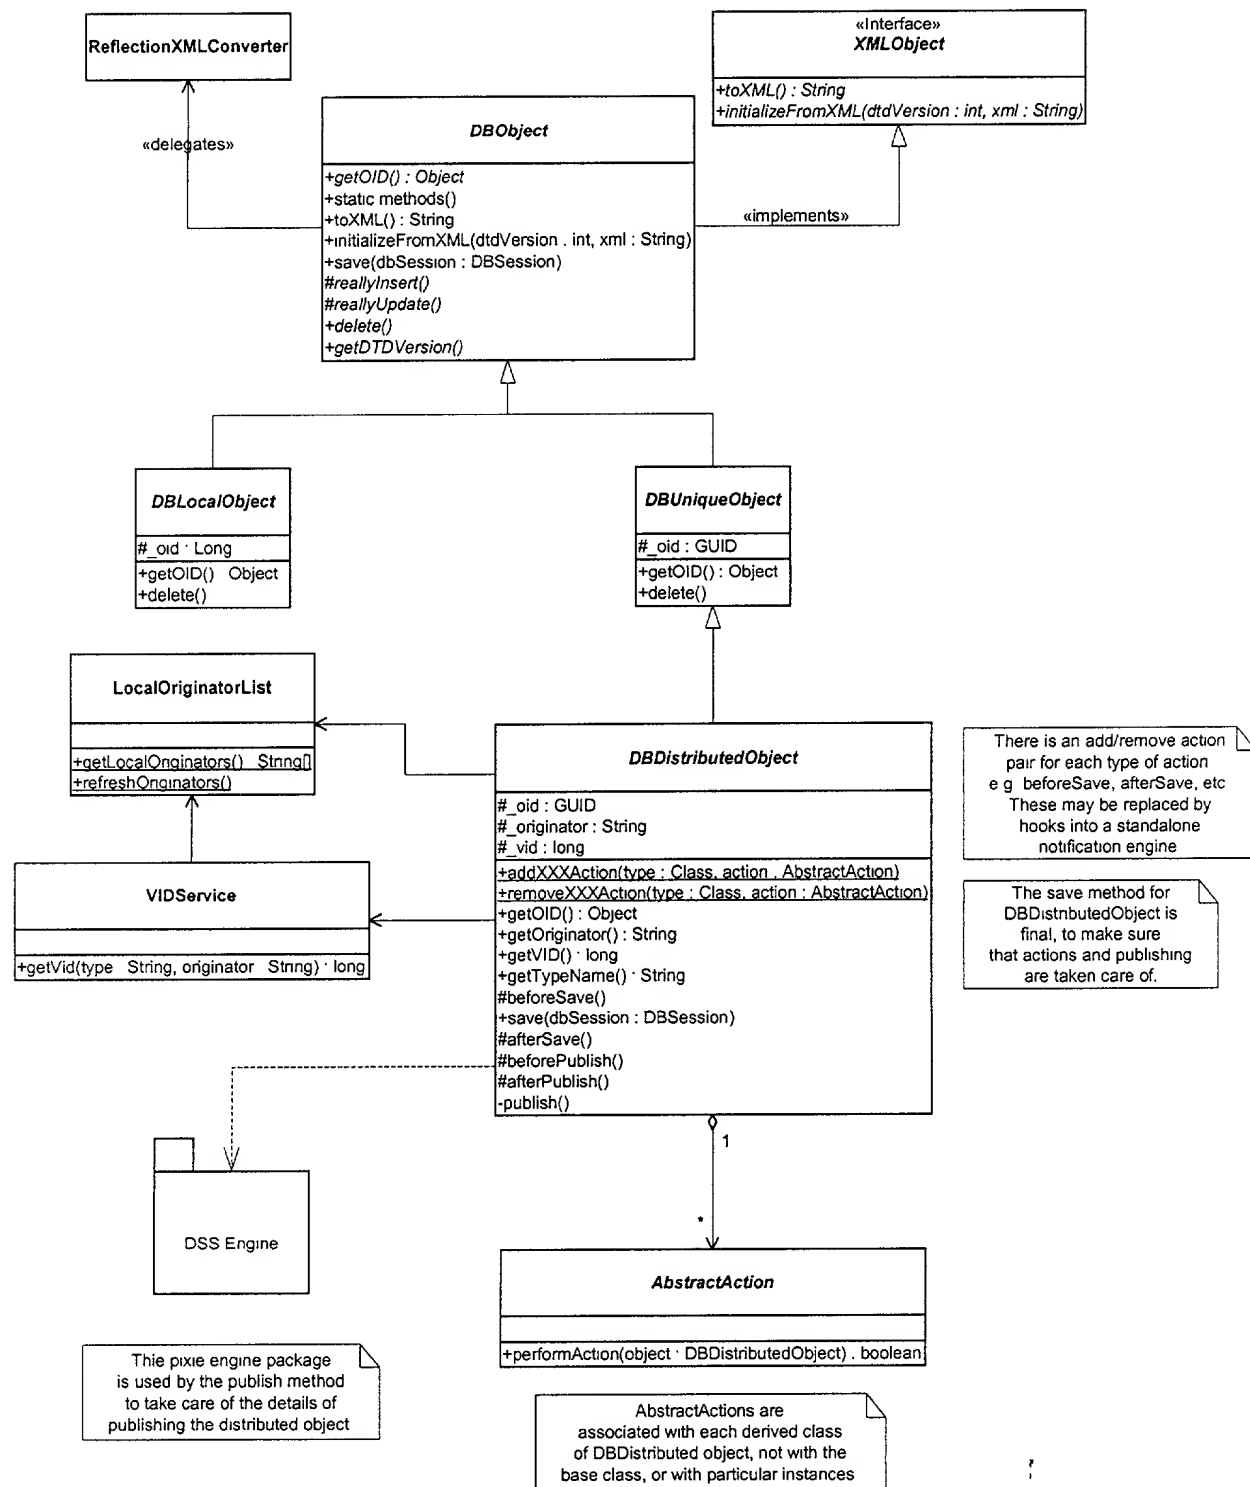 ReflectionXMLConverter
«Interface»
XMLObject
+toXML() : String
+initializeFromXML(dtdVersion : int, xml : String)
«delegates»
DBObject
+getOID() : Object
+static methods()
+toXML() : String
+initializeFromXML(dtdVersion . int, xml : String)
+save(dbSession : DBSession)
#reallyInsert()
#reallyUpdate()
+delete()
+getDTDVersion()
«implements»
DBLocalObject
#_oid · Long
+getOID() Object
+delete()
DBUniqueObject
#_oid : GUID
+getOID() : Object
+delete()
LocalOriginatorList
+getLocalOriginators() String[]
+refreshOriginators()
VIDService
+getVid(type String, originator String) · long
DBDistributedObject
#_oid : GUID
#_originator : String
#_vid : long
+addXXXAction(type : Class, action . AbstractAction)
+removeXXXAction(type : Class, action : AbstractAction)
+getOID() : Object
+getOriginator() : String
+getVID() · long
+getTypeName() · String
#beforeSave()
+save(dbSession : DBSession)
#afterSave()
#beforePublish()
#afterPublish()
-publish()
There is an add/remove action
pair for each type of action
e g beforeSave, afterSave, etc
These may be replaced by
hooks into a standalone
notification engine
The save method for
DBDistributedObject is
final, to make sure
that actions and publishing
are taken care of.
1
*
DSS Engine
AbstractAction
+performAction(object · DBDistributedObject) . boolean
Thie pixie engine package
is used by the publish method
to take care of the details of
publishing the distributed object
AbstractActions are
associated with each derived class
of DBDistributed object, not with the
base class, or with particular instances